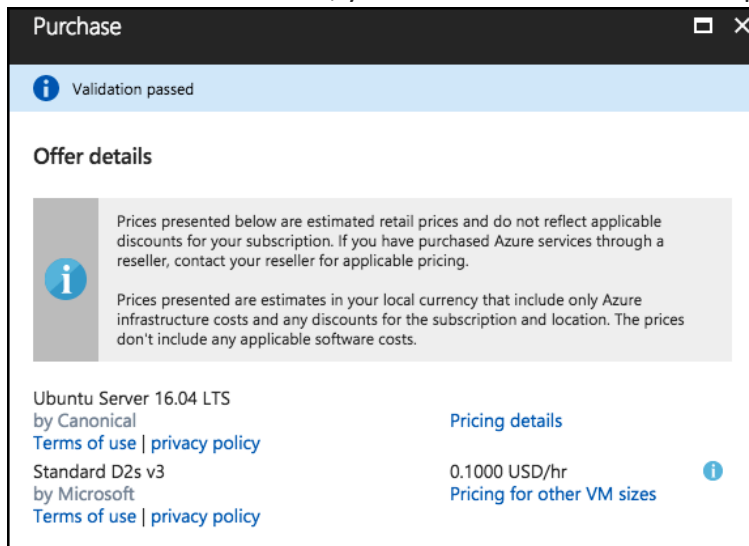 Purchase
Validation passed
Offer details
Prices presented below are estimated retail prices and do not reflect applicable
discounts for your subscription. If you have purchased Azure services through a
reseller, contact your reseller for applicable pricing.
Prices presented are estimates in your local currency that include only Azure
infrastructure costs and any discounts for the subscription and location. The prices
don't include any applicable software costs.
Ubuntu Server 16.04 LTS
by Canonical Pricing details
Terms of use | privacy policy
Standard D2s v3 0.1000 USD/hr
by Microsoft Pricing for other VM sizes
Terms of use | privacy policy